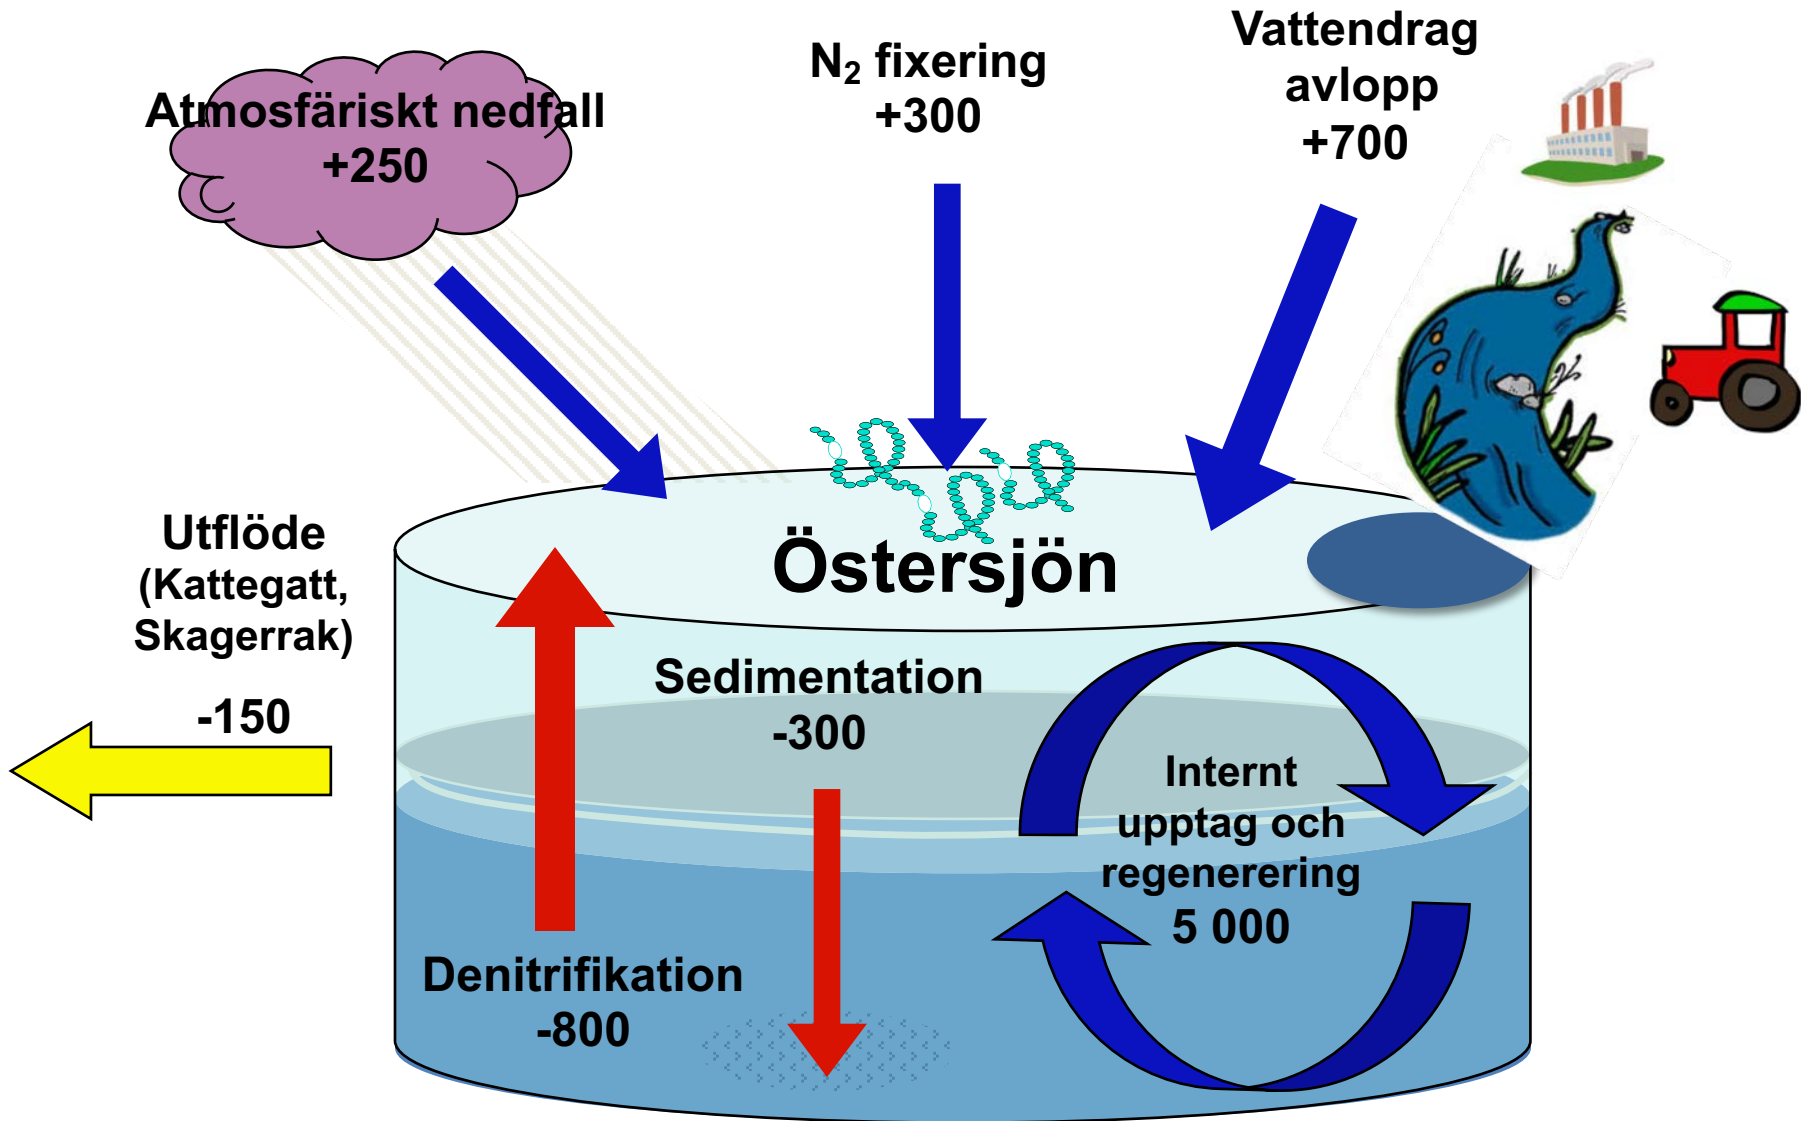 Atmosfäriskt nedfall
+250
N₂ fixering
+300
Vattendrag
avlopp
+700
Utflöde
(Kattegatt,
Skagerrak)
-150
Östersjön
Sedimentation
-300
Internt
upptag och
regenerering
5 000
Denitrifikation
-800